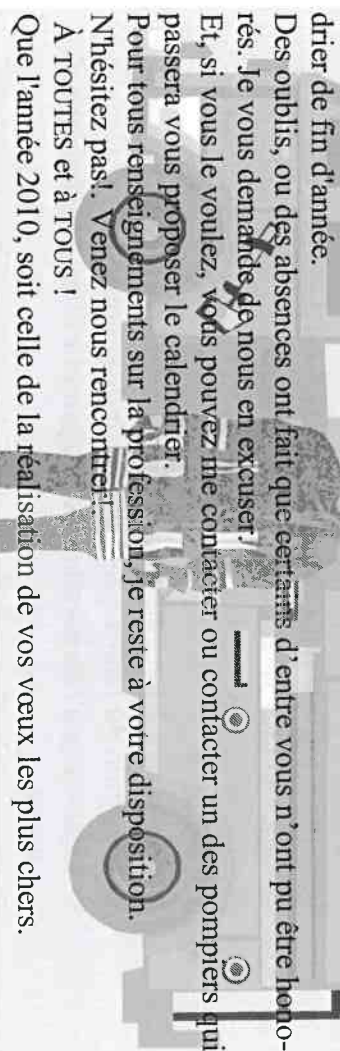 drier de fin d'année.
Des oublis, ou des absences ont fait que certains d'entre vous n'ont pu être hono-
rés. Je vous demande de nous en excuser.
Et, si vous le voulez, vous pouvez me contacter ou contacter un des pompiers qui
passera vous proposer le calendrier.
Pour tous renseignements sur la profession, je reste à votre disposition.
N'hésitez pas!. Venez nous rencontrer!.
À TOUTES et à TOUS !
Que l'année 2010, soit celle de la réalisation de vos vœux les plus chers.